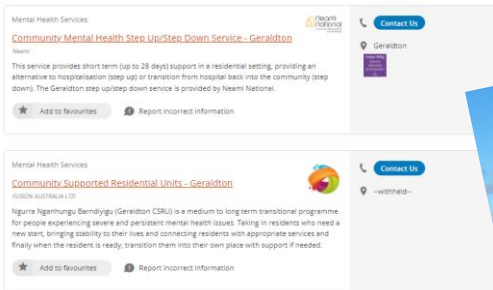 Mental Health Services
Community Mental Health Step Up/Step Down Service - Geraldton
Neami
This service provides short term (up to 28 days) support in a residential setting, providing an
alternative to hospitalisation (step up) or transition from hospital back into the community (step
down). The Geraldton step up/step down service is provided by Neami National.
Add to favourites
Report incorrect information
neami
national
Contact Us
Geraldton
Mental Health Services
Community Supported Residential Units - Geraldton
FUSION AUSTRALIA LTD
Ngurra Nganhungu Barndiyigu (Geraldton CSRU) is a medium to long term transitional programme
for people experiencing severe and persistent mental health issues. Taking in residents who need a
new start, bringing stability to their lives and connecting residents with appropriate services and
finally when the resident is ready, transition them into their own place with support if needed.
Add to favourites
Report incorrect information
Contact Us
--withheld--